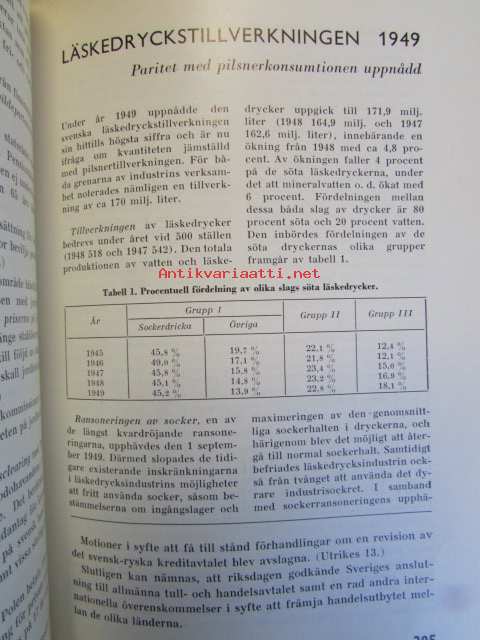 LÄSKEDRYCKSTILLVERKNINGEN 1949
Paritet med pilsnerkonsumtionen uppnådd
Under år 1949 uppnådde den
svenska läskedryckstillverkningen
sin hittills högsta siffra och är nu
ifråga om kvantiteten jämställd
med pilsnertillverkningen. För bå-
da grenarna av industrins verksam-
het noterades nämligen en tillverk-
ning av ca 170 milj. liter.
Tillverkningen av läskedrycker
bedrevs under året vid 500 ställen
(1948 518 och 1947 542). Den totala
produktionen av vatten och läske-
drycker uppgick till 171,9 milj.
liter (1948 164,9 milj. och 1947
162,6 milj. liter), innebärande en
ökning från 1948 med ca 4,8 pro-
cent. Av ökningen faller 4 procent
på de söta läskedryckerna, under
det att mineralvatten o. d. ökat med
6 procent. Fördelningen mellan
dessa båda slag av drycker är 80
procent söta och 20 procent vatten.
Den inbördes fördelningen av de
söta dryckernas olika grupper
framgår av tabell 1.
Antikvariaatti.net
Tabell 1. Procentuell fördelning av olika slags söta läskedrycker.
År Grupp I Grupp II Grupp III
Sockerdricka Övriga
1945 45,8 % 19,7 % 22,1 % 12,4 %
1946 49,0 % 17,1 % 21,8 % 12,1 %
1947 45,8 % 15,8 % 23,4 % 15,0 %
1948 45,1 % 14,8 % 23,2 % 16,9 %
1949 45,2 % 13,9 % 22,8 % 18,1 %
Ransoneringen av socker, en av
de längst kvardröjande ransone-
ringarna, upphävdes den 1 septem-
ber 1949. Därmed slopades de tidi-
gare existerande inskränkningarna
i läskedrycksindustrins möjligheter
att fritt använda socker, såsom be-
stämmelserna om ingångslager och
maximeringen av den genomsnitt-
liga sockerhalten i dryckerna, och
härigenom blev det möjligt att åter-
gå till normal sockerhalt. Samtidigt
befriades läskedrycksindustrin ock-
så från tvånget att använda det dy-
rare industrisockret. I samband
med sockerransoneringens upphä-
Motioner i syfte att få till stånd förhandlingar om en revision av
det svensk-ryska kreditavtalet blev avslagna. (Utrikes 13.)
Slutligen kan nämnas, att riksdagen godkände Sveriges anslut-
ning till allmänna tull- och handelsavtalet samt en rad andra inter-
nationella överenskommelser i syfte att främja handelsutbytet mel-
lan de olika länderna.